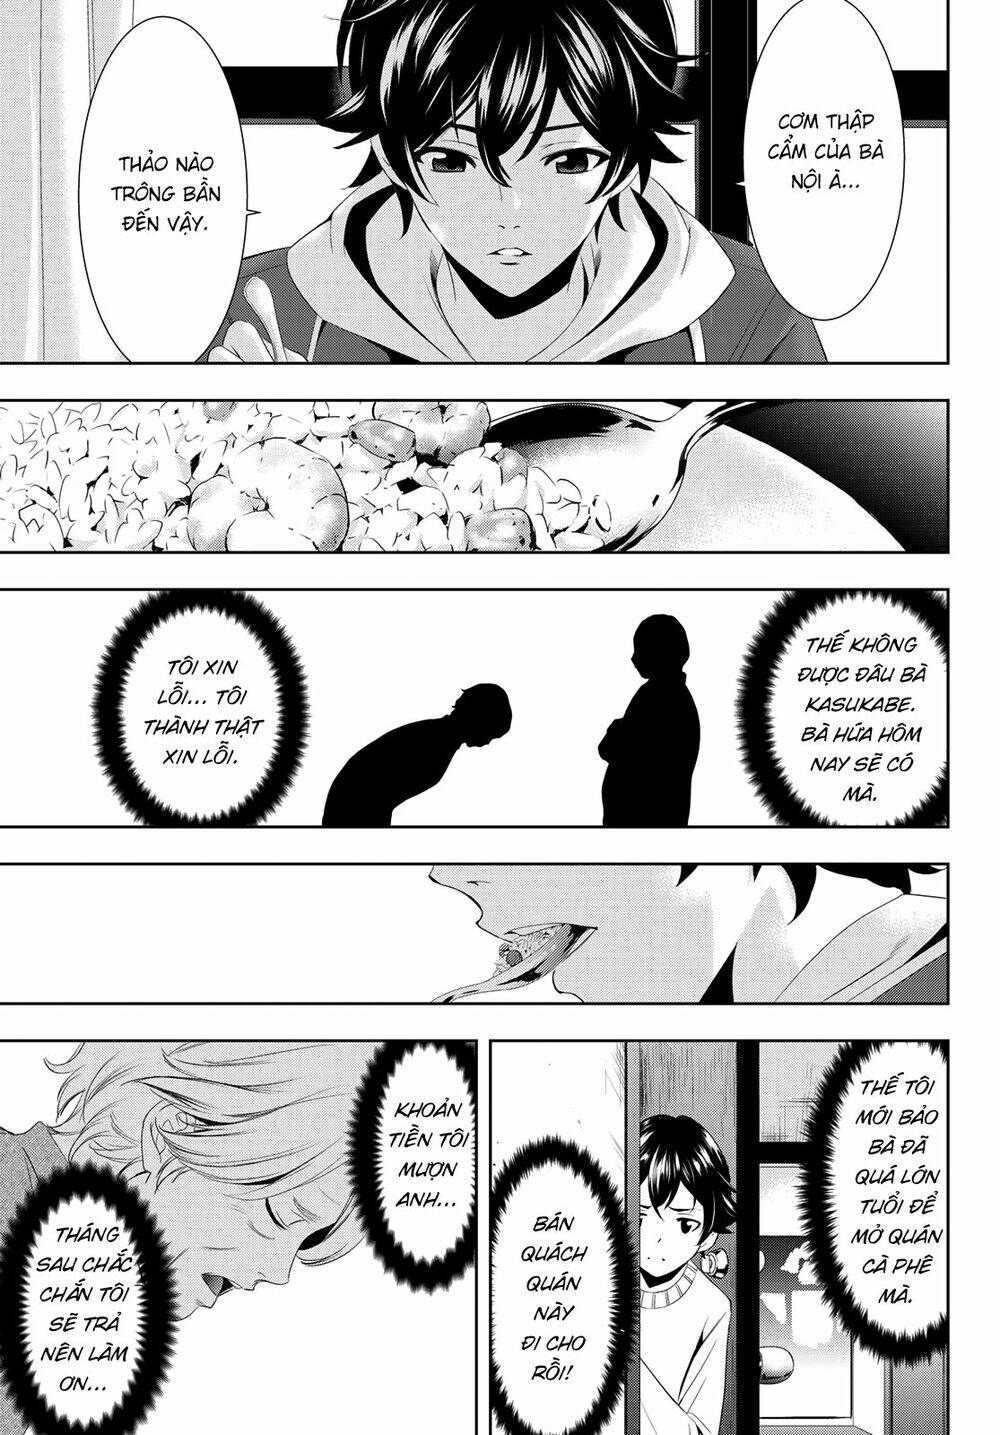 CƠM THẬP
CẨM CỦA BÀ
NỘI À...
THẢO NÀO
TRÔNG BẦN
ĐẾN VẬY.
THẾ KHÔNG
ĐƯỢC ĐÂU BÀ
KASUKABE.
BÀ HỨA HÔM
NAY SẼ CÓ
MÀ.
TÔI XIN
LỖI... TÔI
THÀNH THẬT
XIN LỖI.
THẾ TÔI
MỚI BẢO
BÀ ĐÃ
QUÁ LỚN
TUỔI ĐỂ
MỞ QUÁN
CÀ PHÊ
MÀ.
BÁN
QUÁCH
QUÁN
NÀY
ĐI CHO
RỒI!
KHOẢN
TIỀN TÔI
MƯỢN
ANH...
THÁNG
SAU CHẮC
CHẮN TÔI
SẼ TRẢ
NÊN LÀM
ƠN...